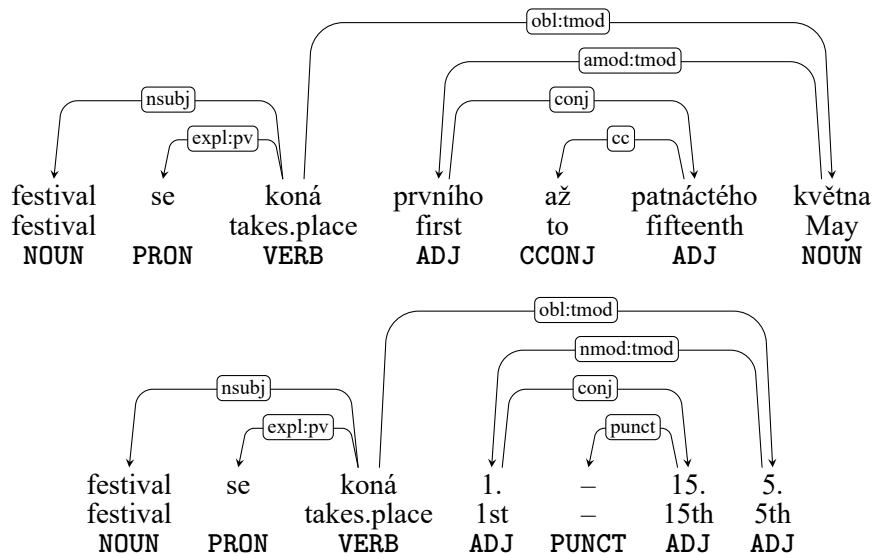 obl:tmod
amod:tmod
nsubj conj
expl:pv cc
festival se koná prvního až patnáctého května
festival takes.place first to fifteenth May
NOUN PRON VERB ADJ CCONJ ADJ NOUN
obl:tmod
nmod:tmod
nsubj conj
expl:pv punct
festival se koná 1. – 15. 5.
festival takes.place 1st – 15th 5th
NOUN PRON VERB ADJ PUNCT ADJ ADJ